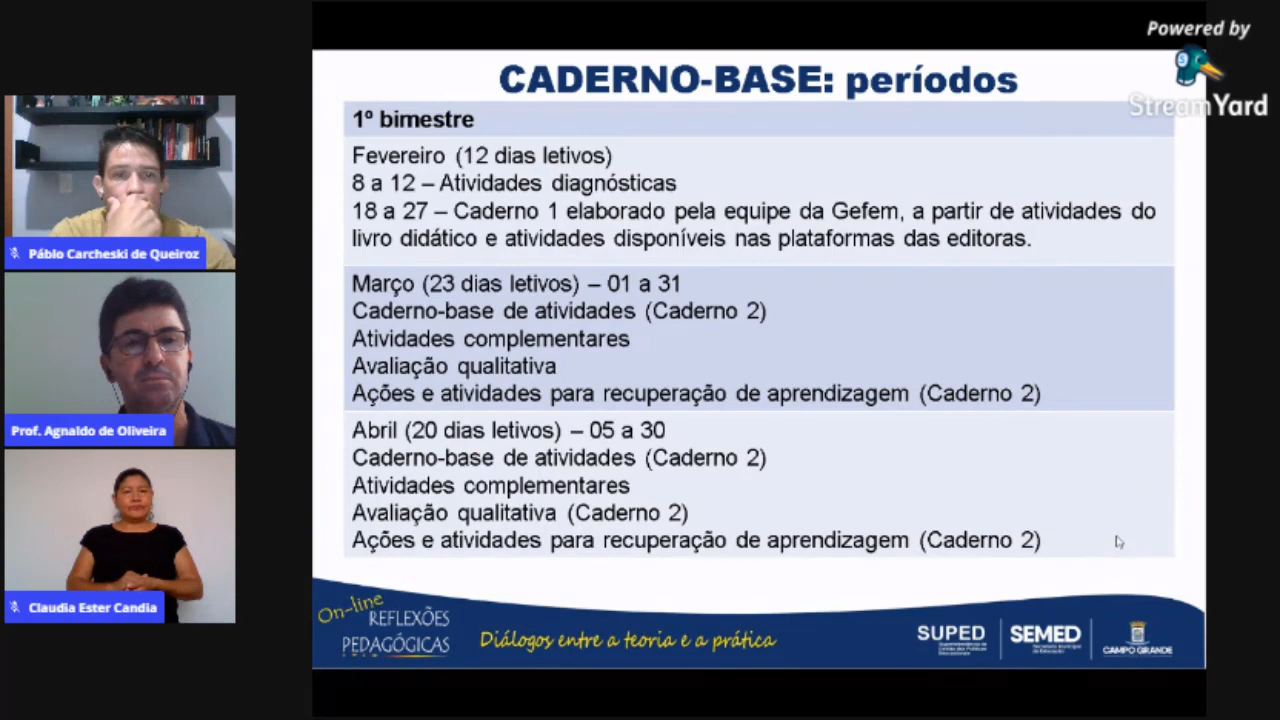 Powered by
StreamYard
CADERNO-BASE: períodos
1º bimestre
Fevereiro (12 dias letivos)
8 a 12 – Atividades diagnósticas
18 a 27 – Caderno 1 elaborado pela equipe da Gefem, a partir de atividades do
livro didático e atividades disponíveis nas plataformas das editoras.
Março (23 dias letivos) – 01 a 31
Caderno-base de atividades (Caderno 2)
Atividades complementares
Avaliação qualitativa
Ações e atividades para recuperação de aprendizagem (Caderno 2)
Abril (20 dias letivos) – 05 a 30
Caderno-base de atividades (Caderno 2)
Atividades complementares
Avaliação qualitativa (Caderno 2)
Ações e atividades para recuperação de aprendizagem (Caderno 2)
Páblo Carcheski de Queiroz
Prof. Agnaldo de Oliveira
Claudia Ester Candia
On-line
REFLEXÕES
PEDAGÓGICAS
Diálogos entre a teoria e a prática
SUPED
SEMED
CAMPO GRANDE